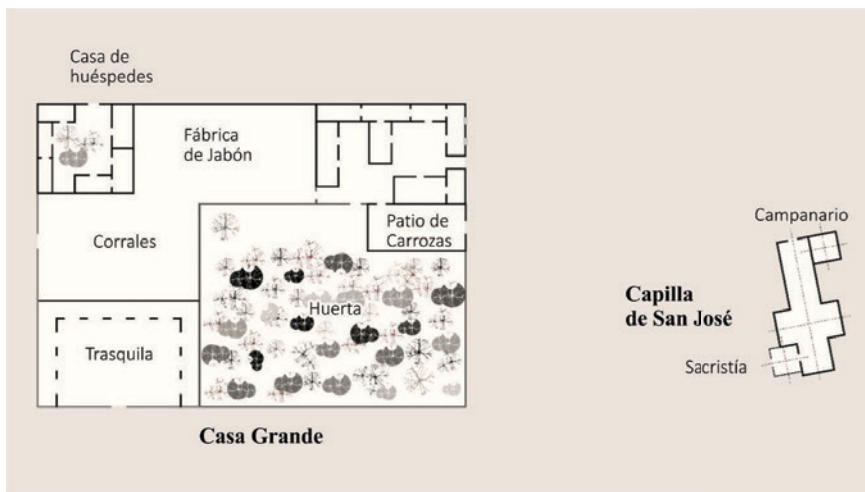 Casa de
huéspedes
Fábrica
de Jabón
Patio de
Carrozas
Corrales
Huerta
Trasquila
Casa Grande
Campanario
Capilla
de San José
Sacristía